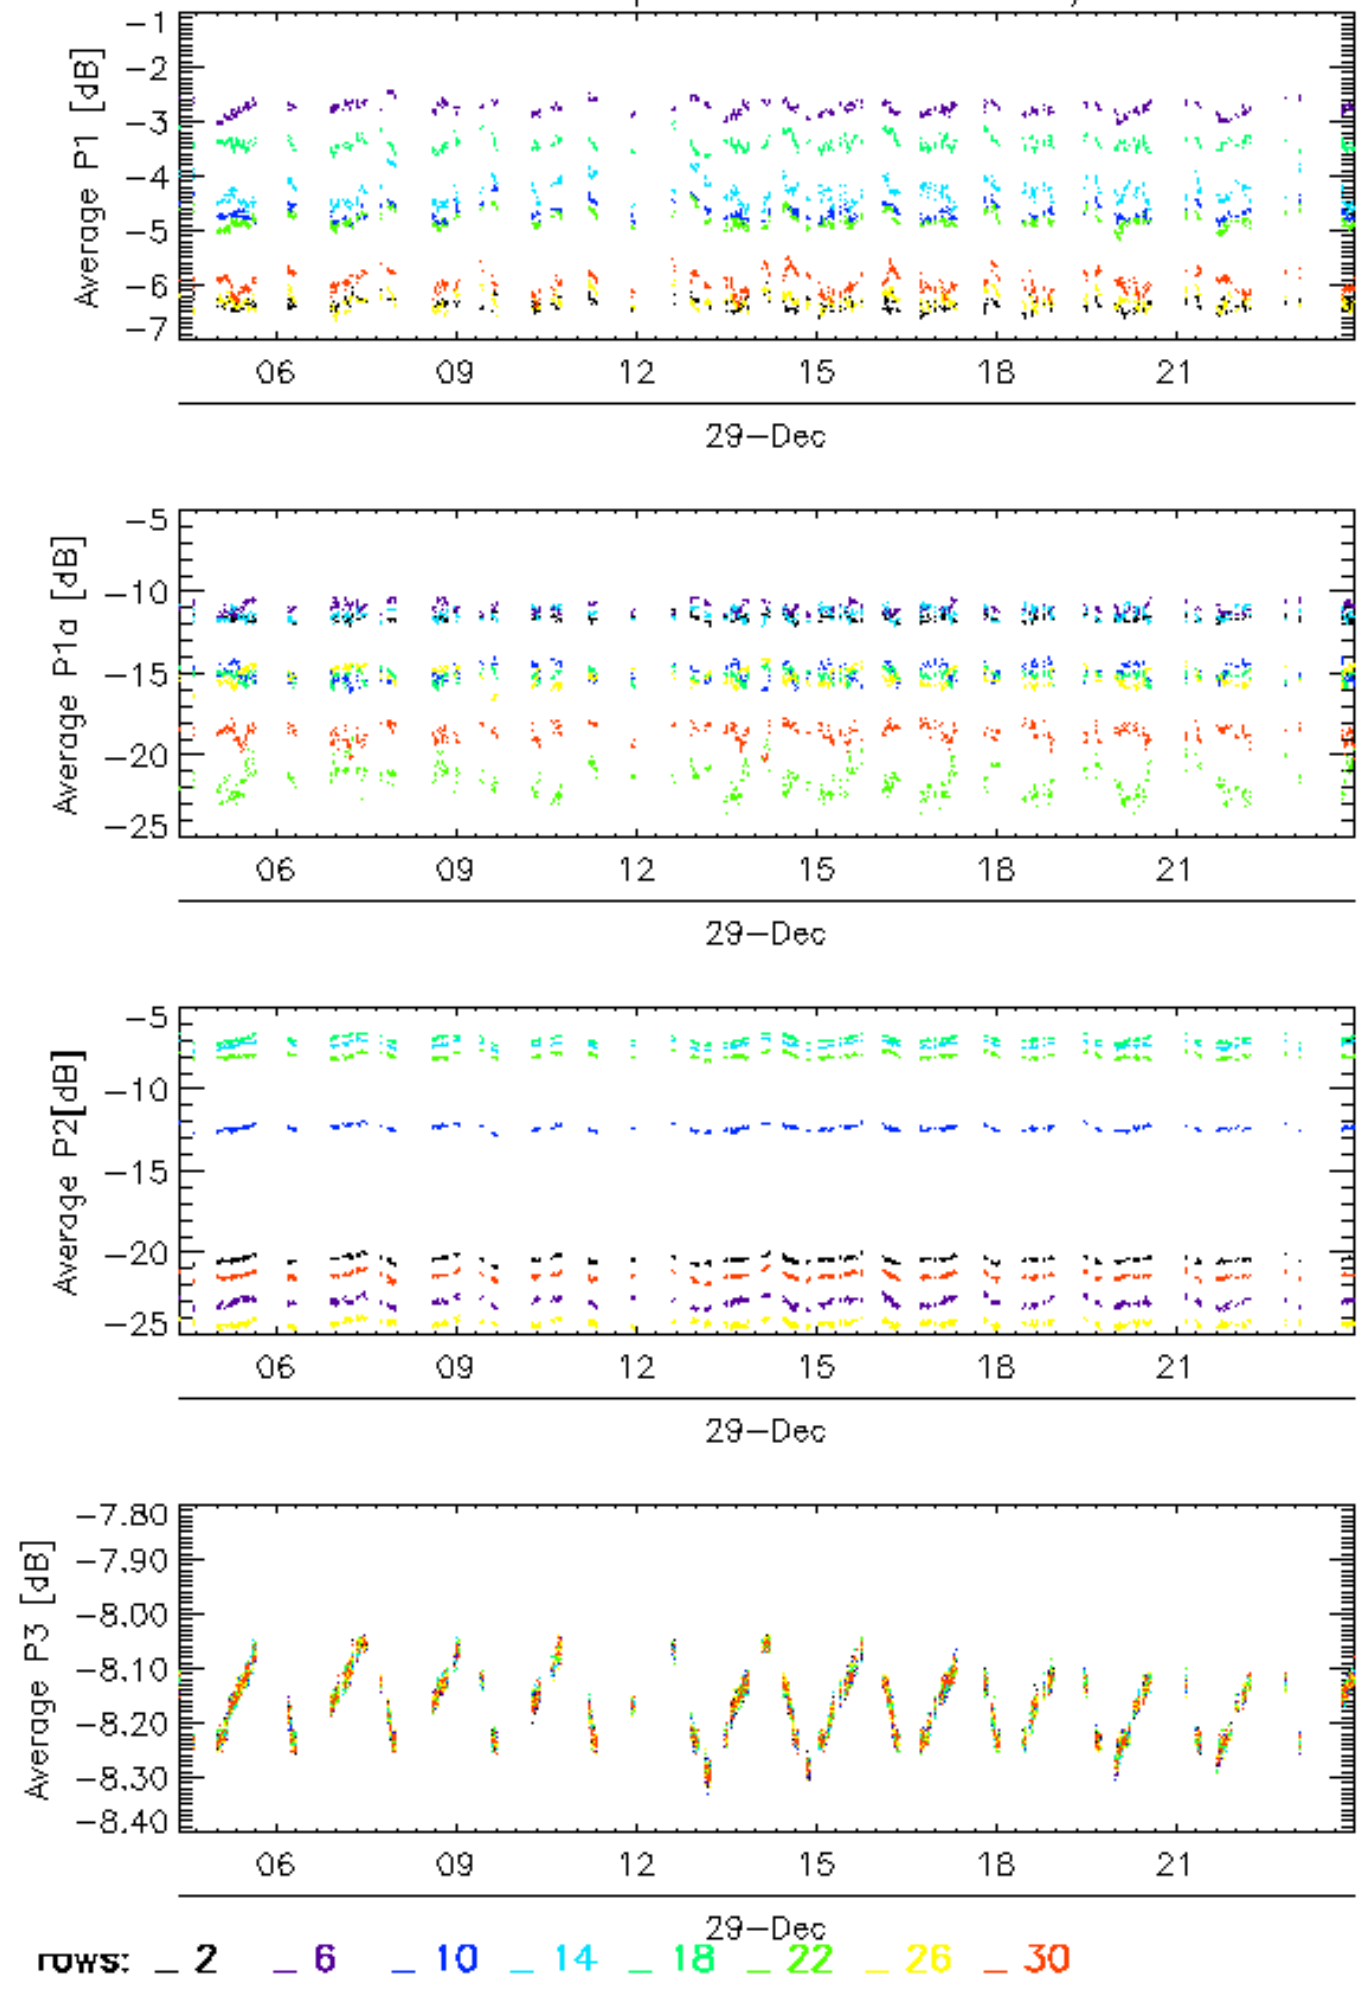 Average P1 [dB]
-1
-2
-3
-4
-5
-6
-7
06 09 12 15 18 21
29-Dec
Average P1a [dB]
-5
-10
-15
-20
-25
06 09 12 15 18 21
29-Dec
Average P2[dB]
-5
-10
-15
-20
-25
06 09 12 15 18 21
29-Dec
Average P3 [dB]
-7.80
-7.90
-8.00
-8.10
-8.20
-8.30
-8.40
06 09 12 15 18 21
29-Dec
rows: _ 2 _ 6 _ 10 _ 14 _ 18 _ 22 _ 26 _ 30